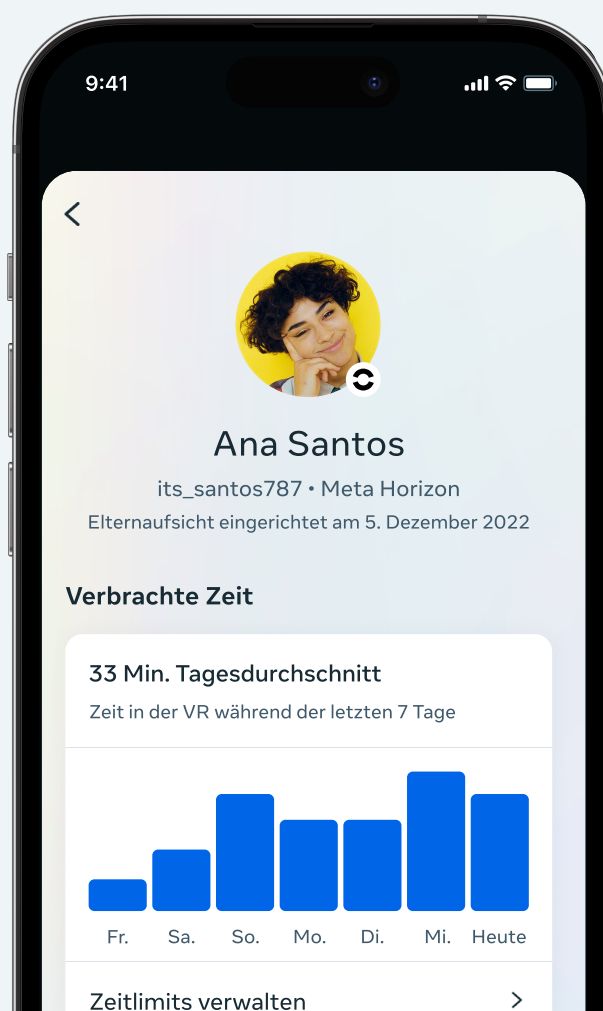 9:41
Ana Santos
its_santos787 • Meta Horizon
Elternaufsicht eingerichtet am 5. Dezember 2022
Verbrachte Zeit
33 Min. Tagesdurchschnitt
Zeit in der VR während der letzten 7 Tage
Fr. Sa. So. Mo. Di. Mi. Heute
Zeitlimits verwalten